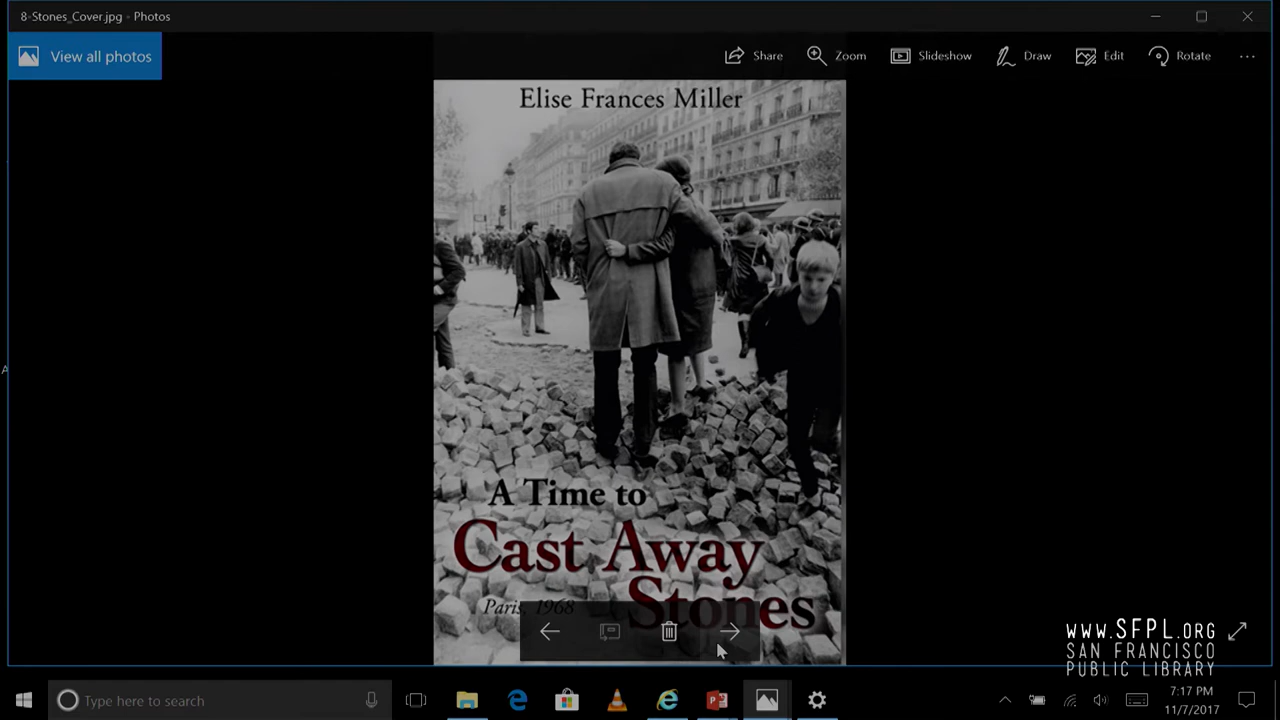 8-Stones_Cover.jpg - Photos
View all photos
Share
Zoom
Slideshow
Draw
Edit
Rotate
Elise Frances Miller
A Time to
Cast Away
Stones
Paris, 1968
www.SFPL.ORG
SAN FRANCISCO
PUBLIC LIBRARY
Type here to search
7:17 PM
11/7/2017